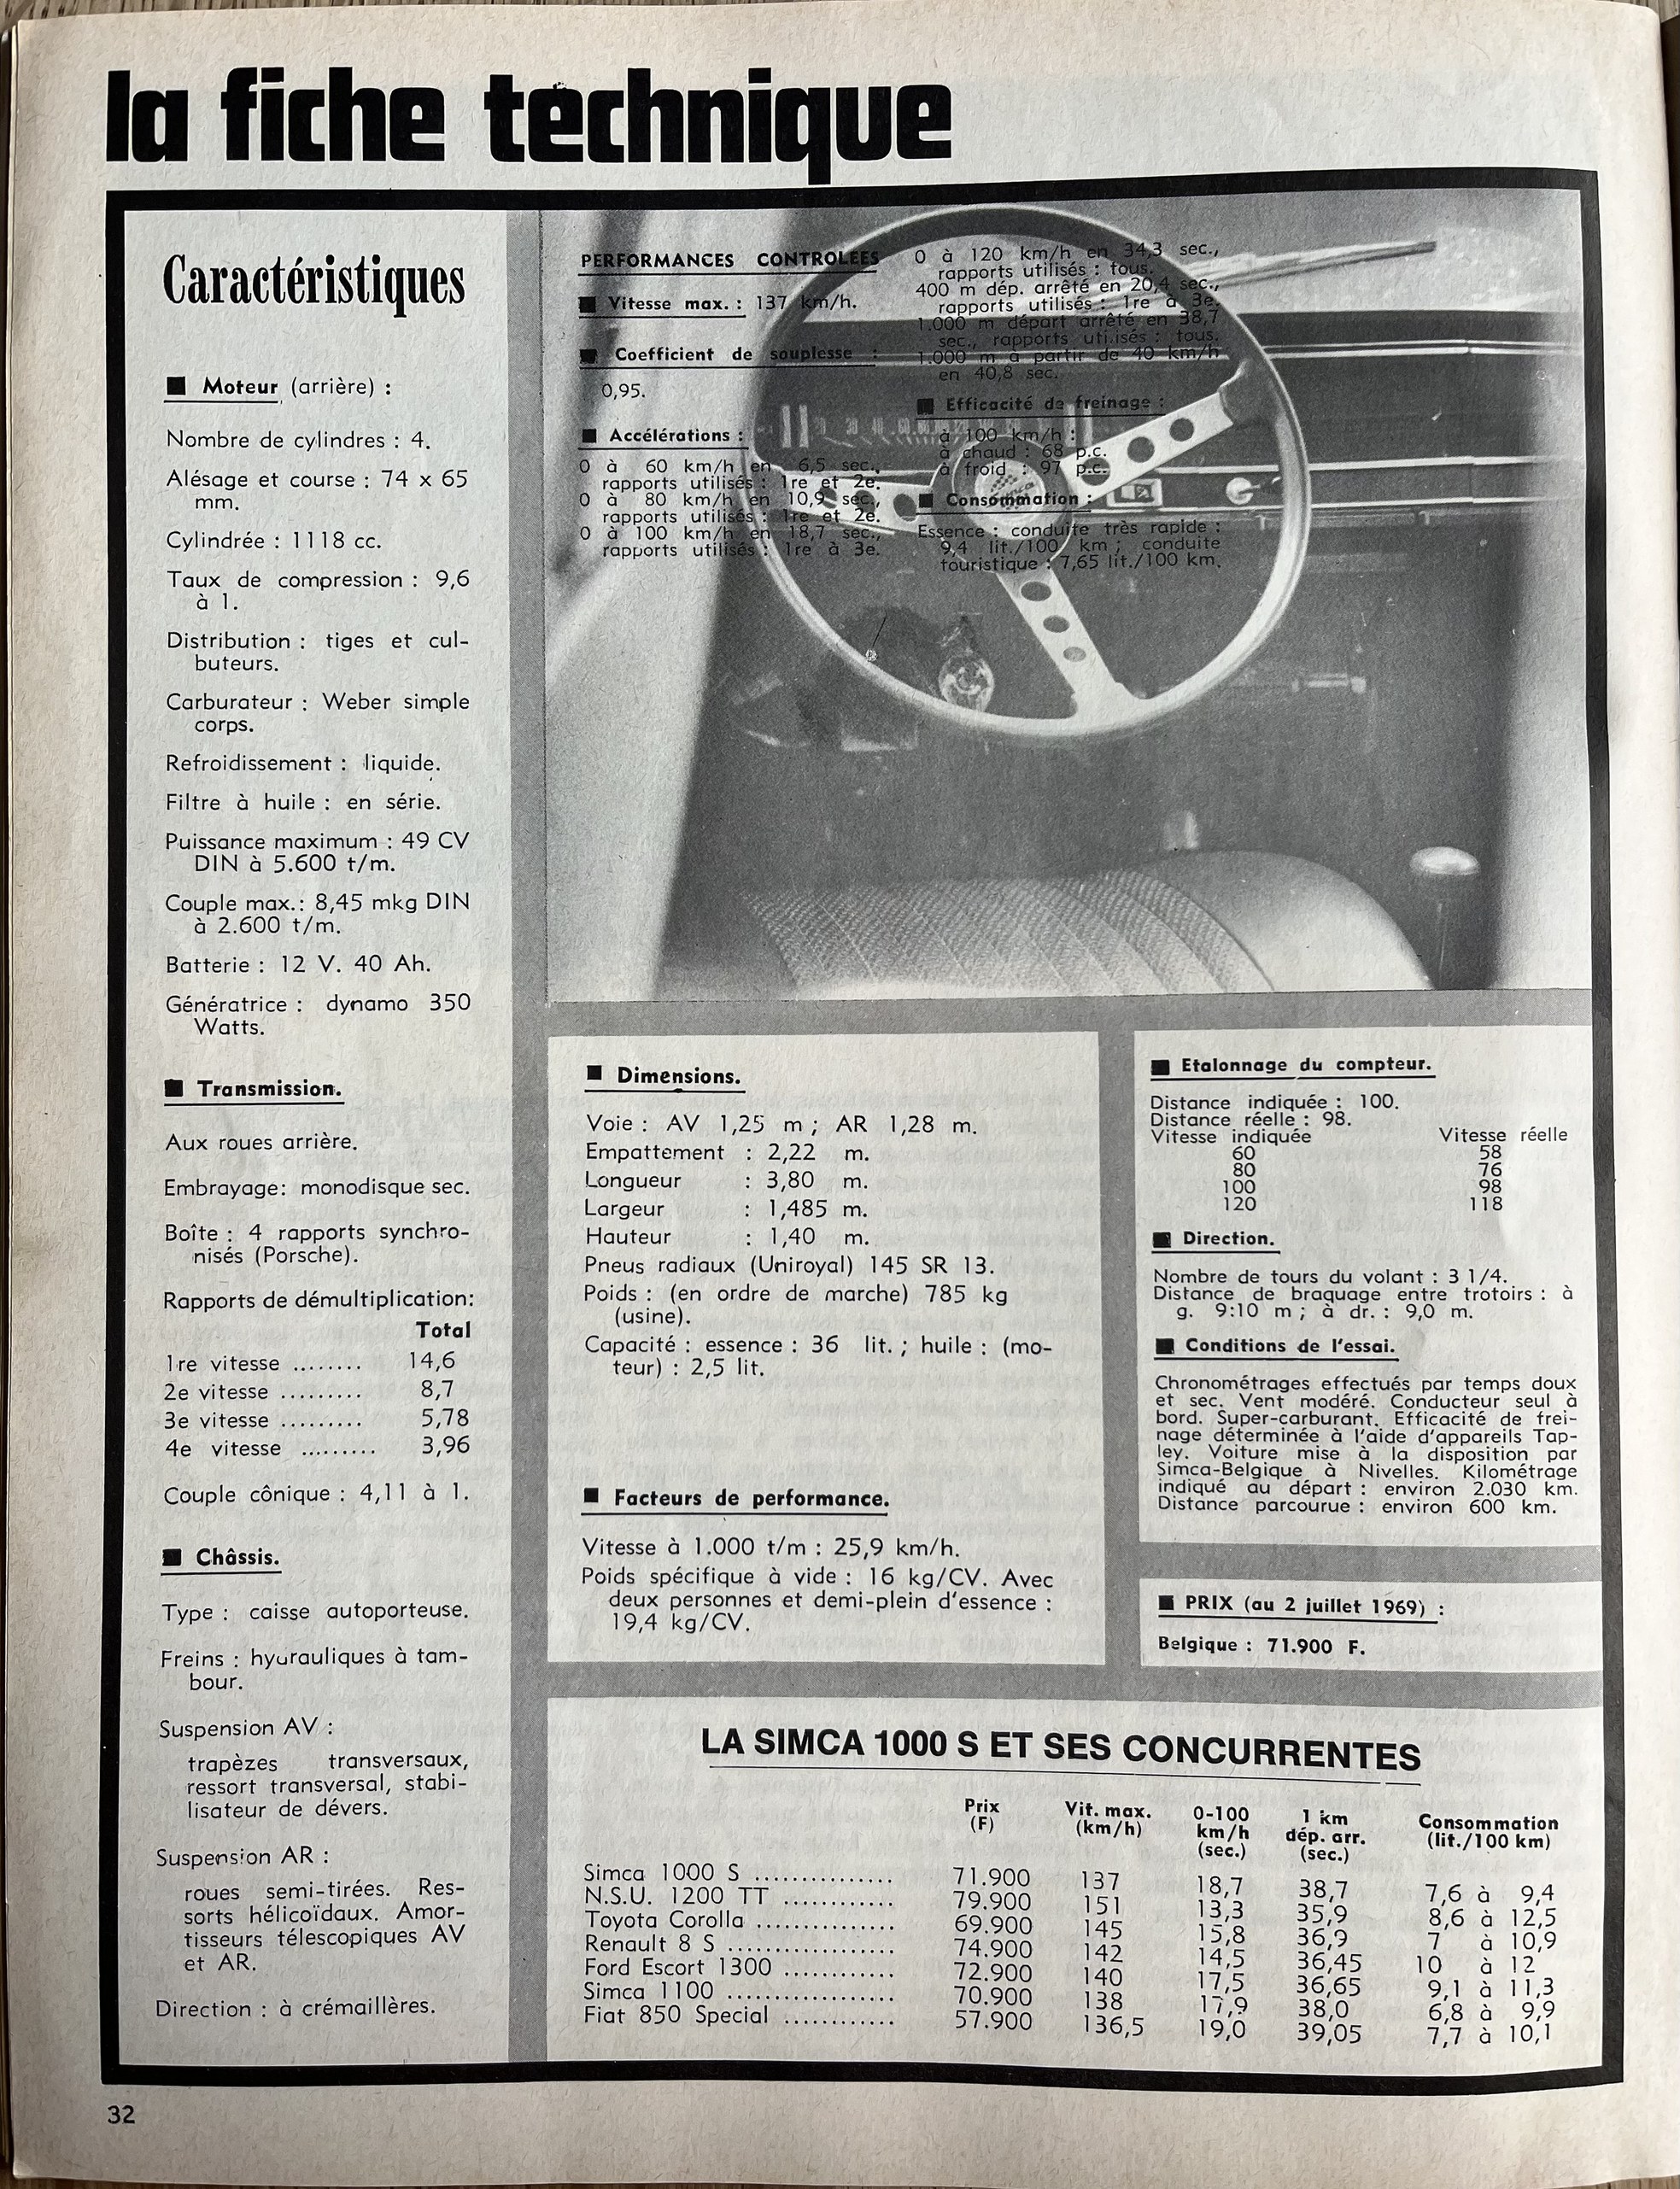 la fiche technique
Caractéristiques
■ Moteur (arrière) :
Nombre de cylindres : 4.
Alésage et course : 74 x 65
mm.
Cylindrée : 1118 cc.
Taux de compression : 9,6
à 1.
Distribution : tiges et cul-
buteurs.
Carburateur : Weber simple
corps.
Refroidissement : liquide.
Filtre à huile : en série.
Puissance maximum : 49 CV
DIN à 5.600 t/m.
Couple max.: 8,45 mkg DIN
à 2.600 t/m.
Batterie : 12 V. 40 Ah.
Génératrice : dynamo 350
Watts.
■ Transmission.
Aux roues arrière.
Embrayage: monodisque sec.
Boîte : 4 rapports synchro-
nisés (Porsche).
Rapports de démultiplication:
Total
1re vitesse ........ 14,6
2e vitesse ......... 8,7
3e vitesse ......... 5,78
4e vitesse ........ 3,96
Couple cônique : 4,11 à 1.
■ Châssis.
Type : caisse autoporteuse.
Freins : hydrauliques à tam-
bour.
Suspension AV :
trapèzes transversaux,
ressort transversal, stabi-
lisateur de dévers.
Suspension AR :
roues semi-tirées. Res-
sorts hélicoïdaux. Amor-
tisseurs télescopiques AV
et AR.
Direction : à crémaillères.
PERFORMANCES CONTROLEES
■ Vitesse max. : 137 km/h.
■ Coefficient de souplesse :
0,95.
■ Accélérations :
0 à 60 km/h en 6,5 sec.,
rapports utilisés : 1re et 2e.
0 à 80 km/h en 10,9 sec.,
rapports utilisés : 1re et 2e.
0 à 100 km/h en 18,7 sec.,
rapports utilisés : 1re à 3e.
0 à 120 km/h en 34,3 sec.,
rapports utilisés : tous.
400 m dép. arrêté en 20,4 sec.,
rapports utilisés : 1re à 3e.
1.000 m départ arrêté en 38,7
sec., rapports utilisés : tous.
1.000 m à partir de 40 km/h
en 40,8 sec.
■ Efficacité de freinage :
à 100 km/h :
à chaud : 68 p.c.
à froid : 97 p.c.
■ Consommation :
Essence : conduite très rapide :
9,4 lit./100 km ; conduite
touristique : 7,65 lit./100 km.
■ Dimensions.
Voie : AV 1,25 m ; AR 1,28 m.
Empattement : 2,22 m.
Longueur : 3,80 m.
Largeur : 1,485 m.
Hauteur : 1,40 m.
Pneus radiaux (Uniroyal) 145 SR 13.
Poids : (en ordre de marche) 785 kg
(usine).
Capacité : essence : 36 lit. ; huile : (mo-
teur) : 2,5 lit.
■ Facteurs de performance.
Vitesse à 1.000 t/m : 25,9 km/h.
Poids spécifique à vide : 16 kg/CV. Avec
deux personnes et demi-plein d'essence :
19,4 kg/CV.
■ Etalonnage du compteur.
Distance indiquée : 100.
Distance réelle : 98.
Vitesse indiquée Vitesse réelle
60 58
80 76
100 98
120 118
■ Direction.
Nombre de tours du volant : 3 1/4.
Distance de braquage entre trotoirs : à
g. 9:10 m ; à dr. : 9,0 m.
■ Conditions de l'essai.
Chronométrages effectués par temps doux
et sec. Vent modéré. Conducteur seul à
bord. Super-carburant. Efficacité de frei-
nage déterminée à l'aide d'appareils Tap-
ley. Voiture mise à la disposition par
Simca-Belgique à Nivelles. Kilométrage
indiqué au départ : environ 2.030 km.
Distance parcourue : environ 600 km.
■ PRIX (au 2 juillet 1969) :
Belgique : 71.900 F.
LA SIMCA 1000 S ET SES CONCURRENTES
Prix (F) Vit. max. (km/h) 0-100 km/h (sec.) 1 km dép. arr. (sec.) Consommation (lit./100 km)
Simca 1000 S ................ 71.900 137 18,7 38,7 7,6 à 9,4
N.S.U. 1200 TT ............ 79.900 151 13,3 35,9 8,6 à 12,5
Toyota Corolla ............... 69.900 145 15,8 36,9 7 à 10,9
Renault 8 S ................... 74.900 142 14,5 36,45 10 à 12
Ford Escort 1300 ............ 72.900 140 17,5 36,65 9,1 à 11,3
Simca 1100 .................. 70.900 138 17,9 38,0 6,8 à 9,9
Fiat 850 Special ............ 57.900 136,5 19,0 39,05 7,7 à 10,1
32